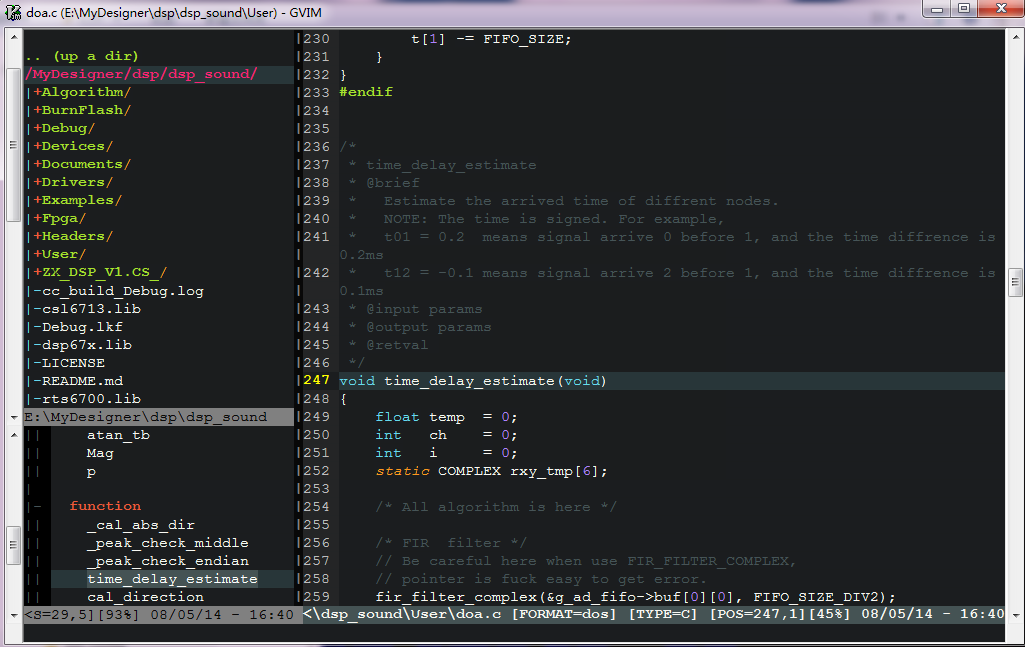 doa.c (E:\MyDesigner\dsp\dsp_sound\User) - GVIM
.. (up a dir)
/MyDesigner/dsp/dsp_sound/
|+Algorithm/
|+BurnFlash/
|+Debug/
|+Devices/
|+Documents/
|+Drivers/
|+Examples/
|+Fpga/
|+Headers/
|+User/
|+ZX_DSP_V1.CS_/
|-cc_build_Debug.log
|-csl6713.lib
|-Debug.lkf
|-dsp67x.lib
|-LICENSE
|-README.md
|-rts6700.lib
E:\MyDesigner\dsp\dsp_sound
|| atan_tb
|| Mag
|| p
|
|- function
|| _cal_abs_dir
|| _peak_check_middle
|| _peak_check_endian
|| time_delay_estimate
|| cal_direction
<S=29,5][93%] 08/05/14 - 16:40
230 t[1] -= FIFO_SIZE;
231 }
232 }
233 #endif
234
235
236 /*
237 * time_delay_estimate
238 * @brief
239 * Estimate the arrived time of diffrent nodes.
240 * NOTE: The time is signed. For example,
241 * t01 = 0.2 means signal arrive 0 before 1, and the time diffrence is
0.2ms
242 * t12 = -0.1 means signal arrive 2 before 1, and the time diffrence is
0.1ms
243 * @input params
244 * @output params
245 * @retval
246 */
247 void time_delay_estimate(void)
248 {
249 float temp = 0;
250 int ch = 0;
251 int i = 0;
252 static COMPLEX rxy_tmp[6];
253
254 /* All algorithm is here */
255
256 /* FIR filter */
257 // Be careful here when use FIR_FILTER_COMPLEX,
258 // pointer is fuck easy to get error.
259 fir_filter_complex(&g_ad_fifo->buf[0][0], FIFO_SIZE_DIV2);
<\dsp_sound\User\doa.c [FORMAT=dos] [TYPE=C] [POS=247,1][45%] 08/05/14 - 16:40